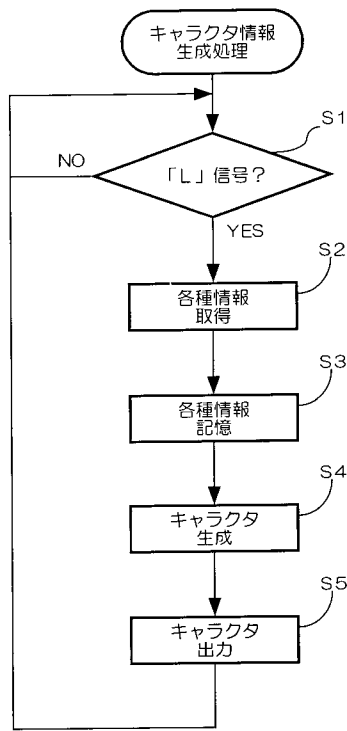 キャラクタ情報
生成処理
S1
「L」信号？
NO
YES
S2
各種情報
取得
S3
各種情報
記憶
S4
キャラクタ
生成
S5
キャラクタ
出力